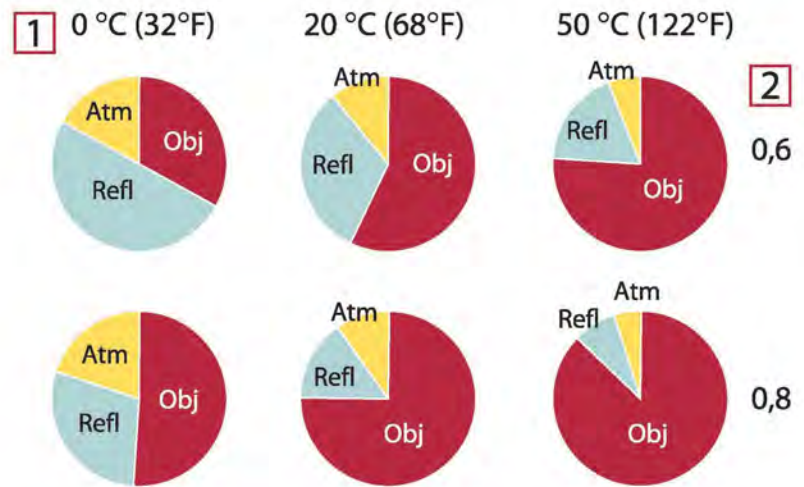 1 0 °C (32°F) 20 °C (68°F) 50 °C (122°F)
2
Atm Obj Refl
Atm Refl Obj
Atm Refl Obj
0,6
Atm Obj Refl
Atm Refl Obj
Atm Refl Obj
0,8